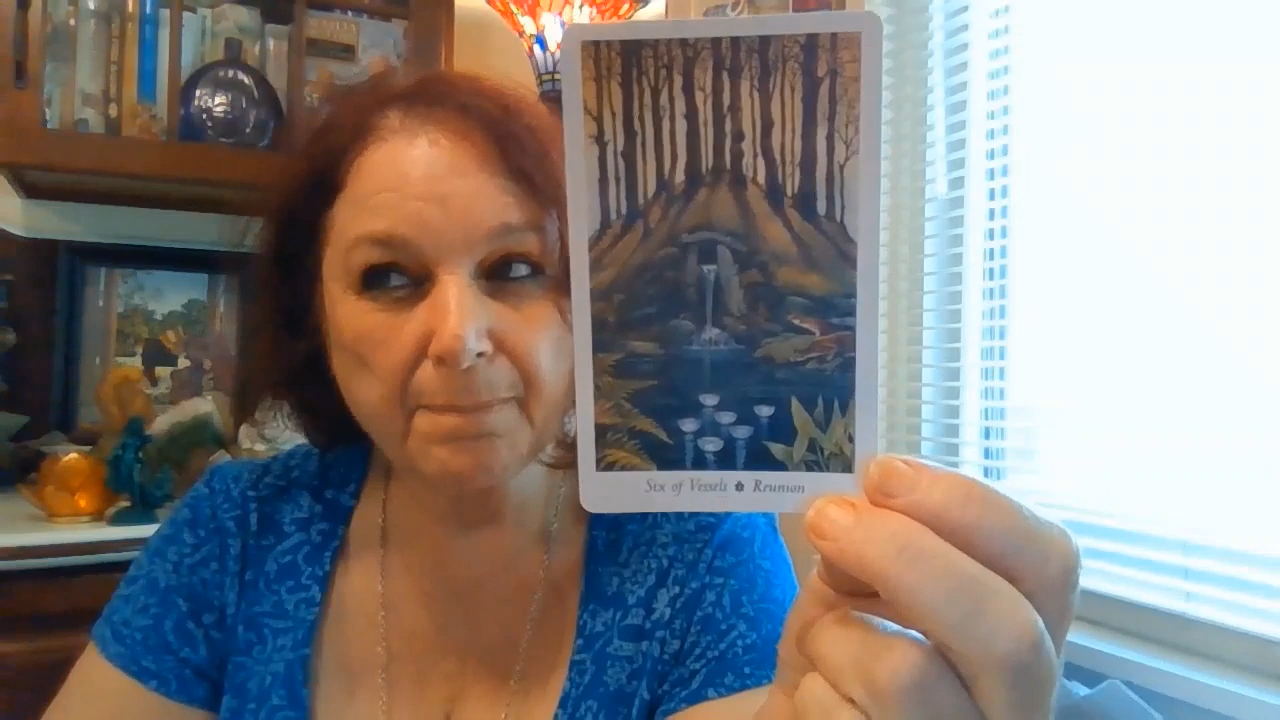 Six of Vessels ❁ Reunion